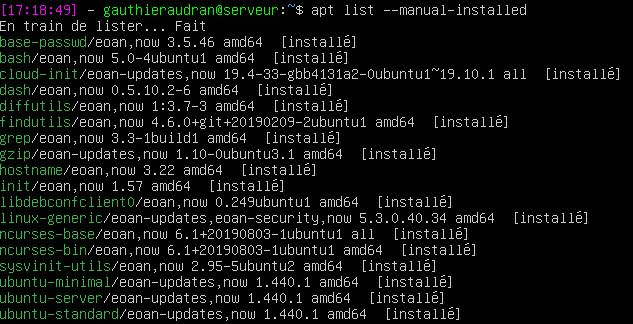 [17:18:49] - gauthieraudran@serveur:~$ apt list --manual-installed
En train de lister... Fait
base-passwd/eoan,now 3.5.46 amd64  [installé]
bash/eoan,now 5.0-4ubuntu1 amd64  [installé]
cloud-init/eoan-updates,now 19.4-33-gbb4131a2-0ubuntu1~19.10.1 all  [installé]
dash/eoan,now 0.5.10.2-6 amd64  [installé]
diffutils/eoan,now 1:3.7-3 amd64  [installé]
findutils/eoan,now 4.6.0+git+20190209-2ubuntu1 amd64  [installé]
grep/eoan,now 3.3-1build1 amd64  [installé]
gzip/eoan-updates,now 1.10-0ubuntu3.1 amd64  [installé]
hostname/eoan,now 3.22 amd64  [installé]
init/eoan,now 1.57 amd64  [installé]
libdebconfclient0/eoan,now 0.249ubuntu1 amd64  [installé]
linux-generic/eoan-updates,eoan-security,now 5.3.0.40.34 amd64  [installé]
ncurses-base/eoan,now 6.1+20190803-1ubuntu1 all  [installé]
ncurses-bin/eoan,now 6.1+20190803-1ubuntu1 amd64  [installé]
sysvinit-utils/eoan,now 2.95-5ubuntu2 amd64  [installé]
ubuntu-minimal/eoan,now 1.440.1 amd64  [installé]
ubuntu-server/eoan,now 1.440.1 amd64  [installé]
ubuntu-standard/eoan,now 1.440.1 amd64  [installé]